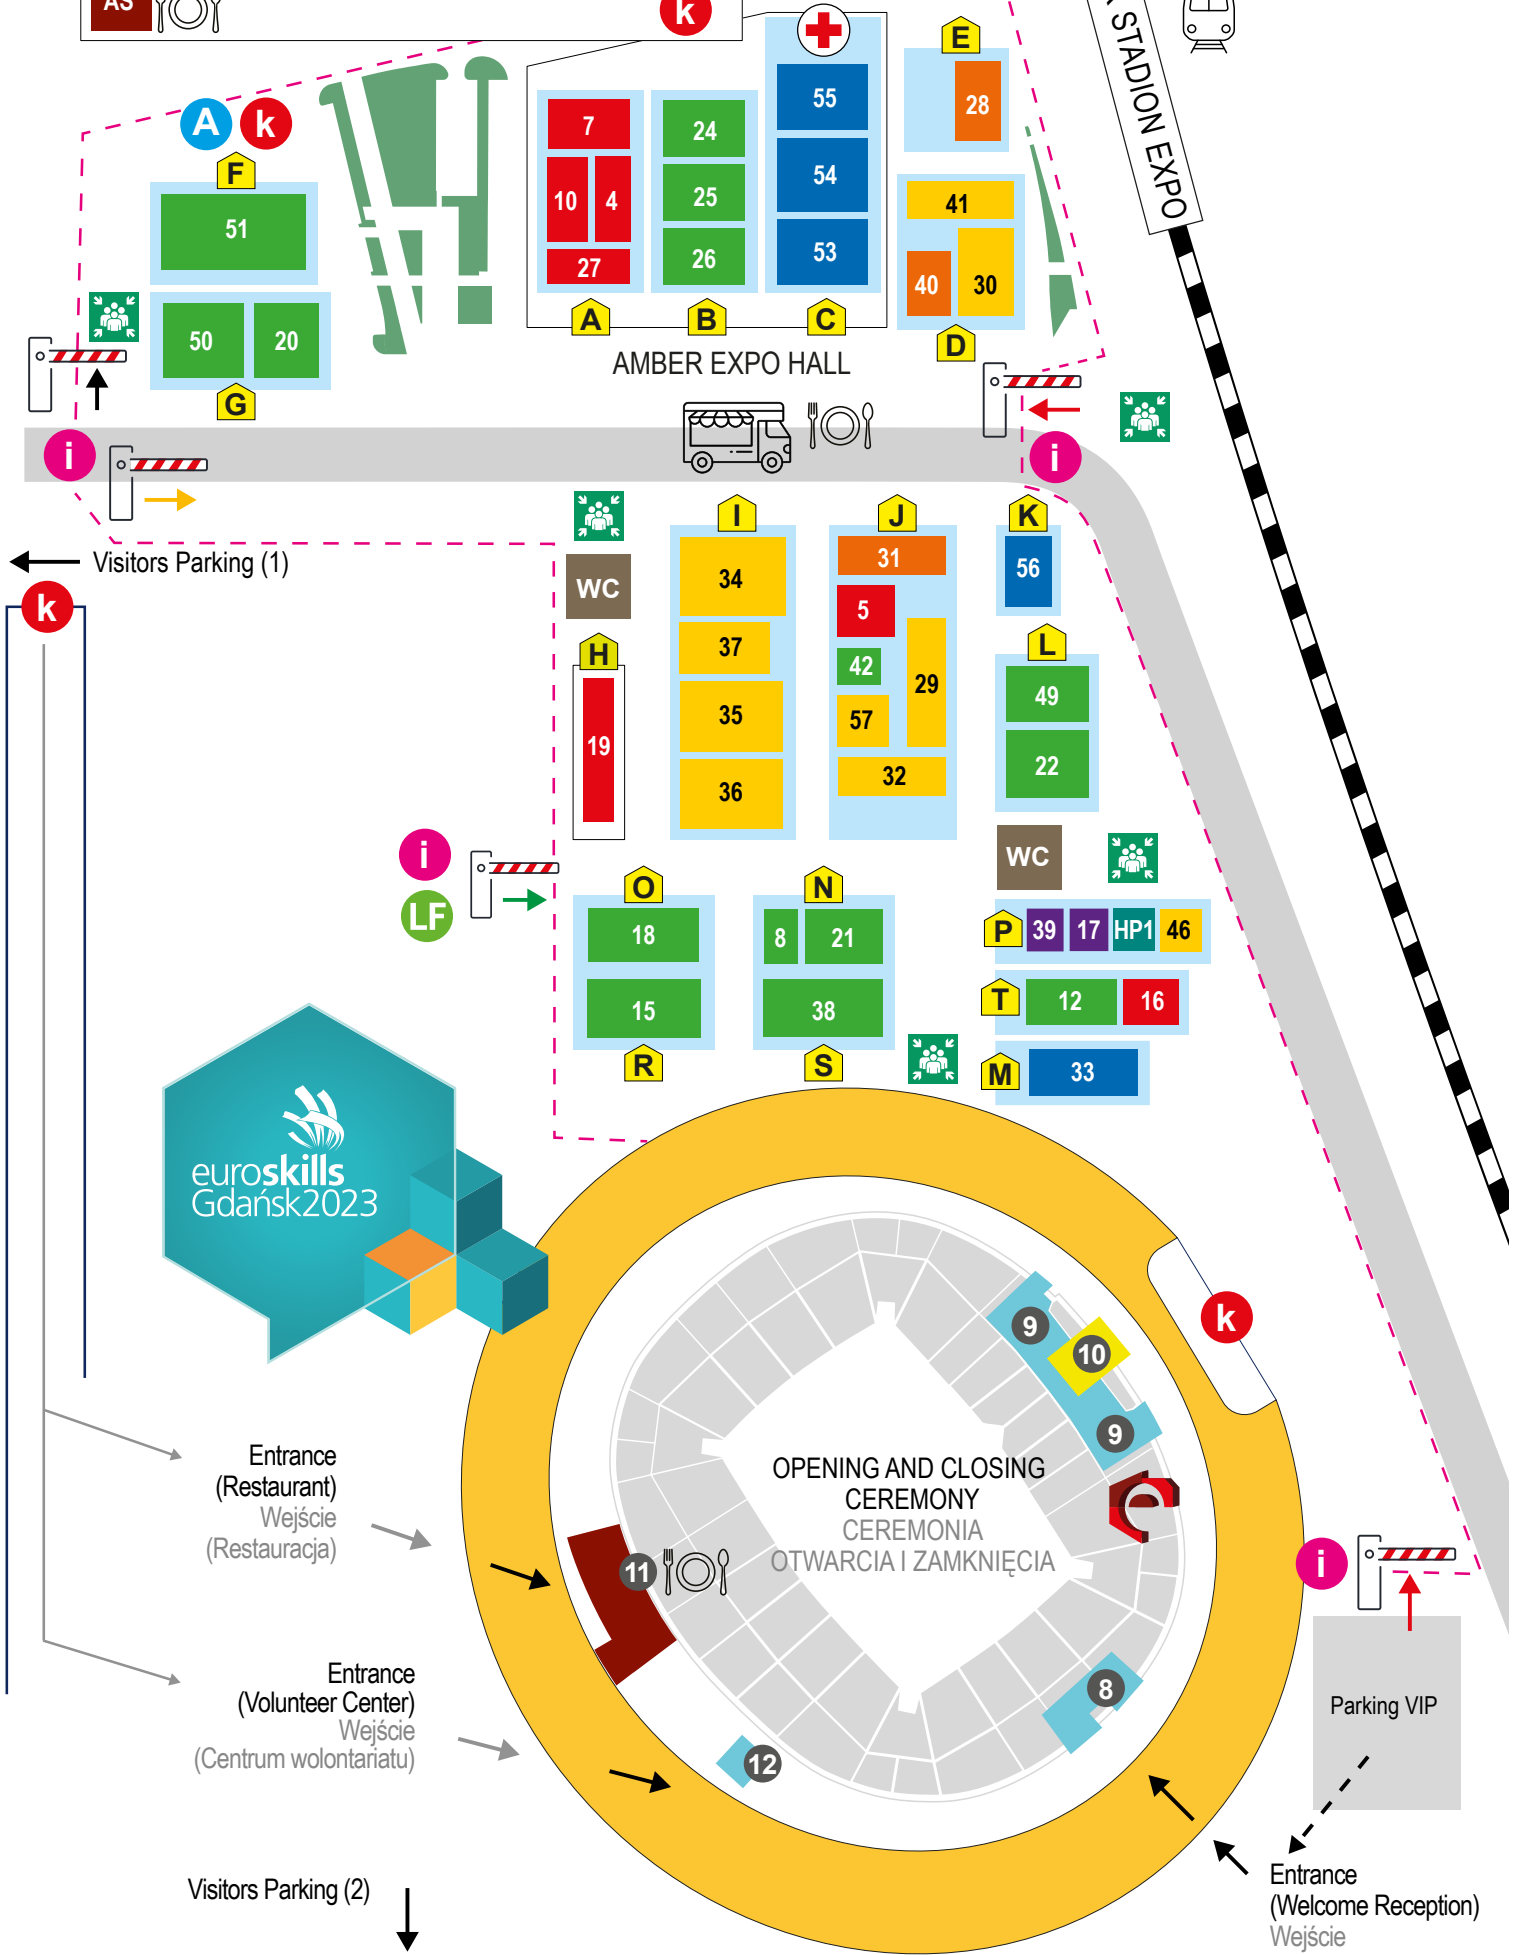 AS
k
STADION EXPO
E
28
55
54
53
7
10
4
27
24
25
26
A
k
F
51
50
20
G
41
40
30
D
A
B
C
AMBER EXPO HALL
i
i
Visitors Parking (1)
k
WC
I
J
K
34
37
35
36
31
5
42
29
57
32
56
H
19
L
49
22
WC
i
LF
O
18
15
R
N
8
21
38
S
P
39
17
HP1
46
T
12
16
M
33
euroskills
Gdańsk2023
k
9
10
9
OPENING AND CLOSING
CEREMONY
CEREMONIA
OTWARCIA I ZAMKNIĘCIA
e
Entrance
(Restaurant)
Wejście
(Restauracja)
11
i
Entrance
(Volunteer Center)
Wejście
(Centrum wolontariatu)
8
12
Parking VIP
Visitors Parking (2)
Entrance
(Welcome Reception)
Wejście